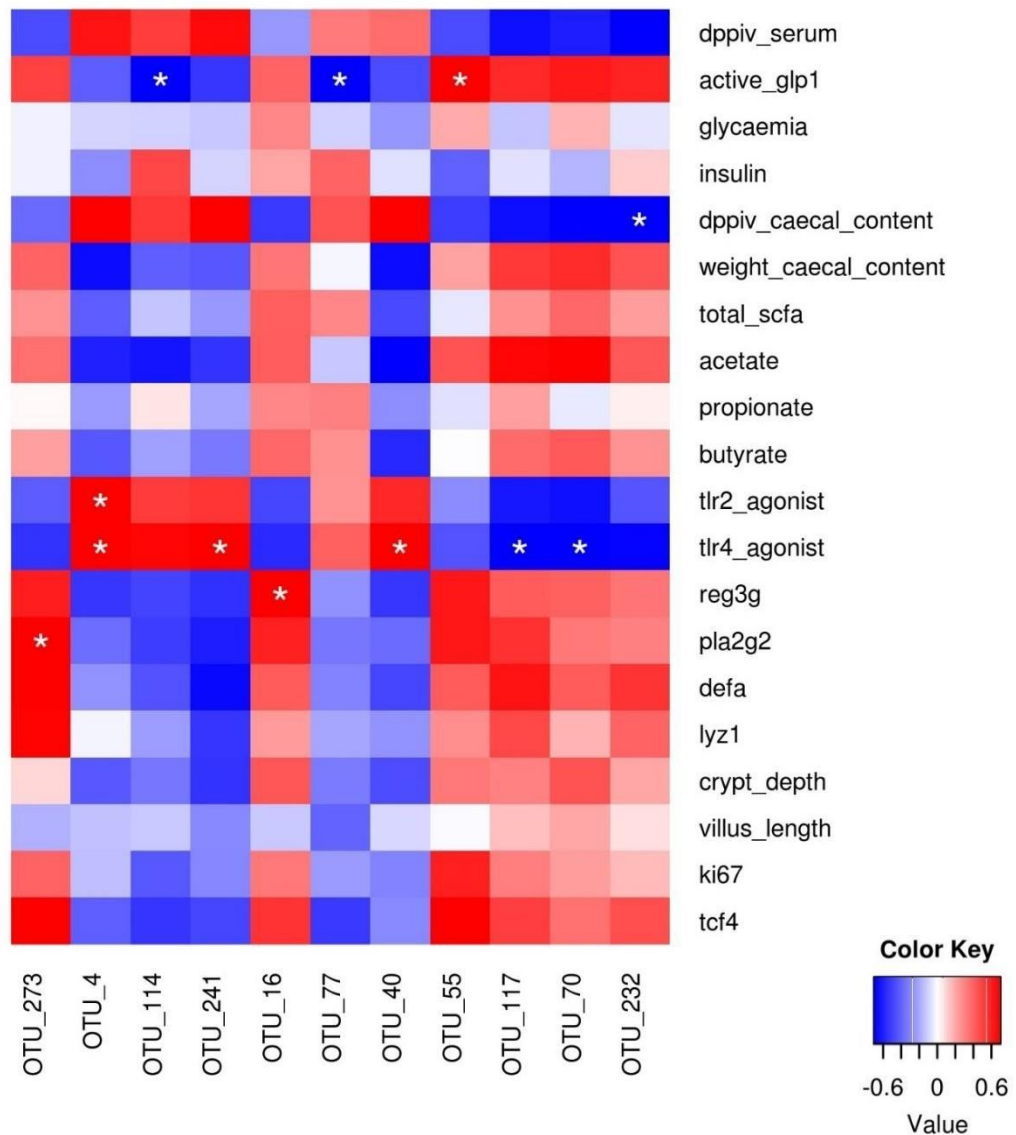 dppiv_serum
* * * active_glp1
glycaemia
insulin
* dppiv_caecal_content
weight_caecal_content
total_scfa
acetate
propionate
butyrate
* tlr2_agonist
* * * * * tlr4_agonist
* reg3g
* pla2g2
defa
lyz1
crypt_depth
villus_length
ki67
tcf4
OTU_273 OTU_4 OTU_114 OTU_241 OTU_16 OTU_77 OTU_40 OTU_55 OTU_117 OTU_70 OTU_232
Color Key
-0.6 0 0.6
Value